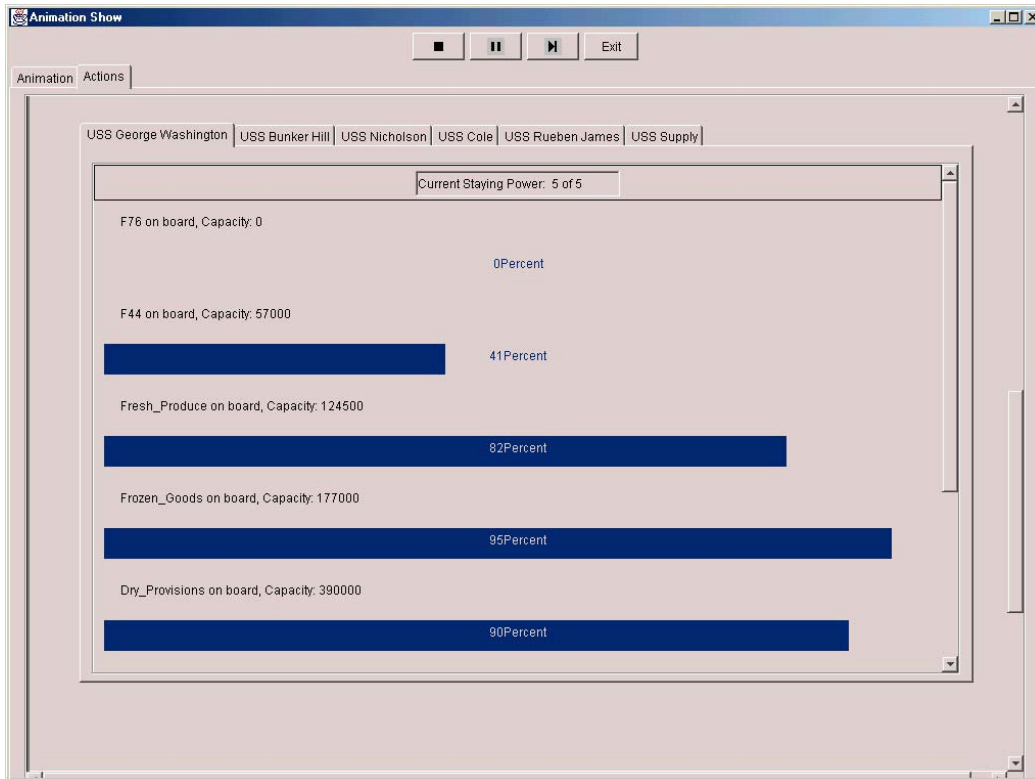 Animation Show
Exit
Animation Actions
USS George Washington USS Bunker Hill USS Nicholson USS Cole USS Rueben James USS Supply
Current Staying Power: 5 of 5
F76 on board, Capacity: 0
0Percent
F44 on board, Capacity: 57000
41Percent
Fresh_Produce on board, Capacity: 124500
82Percent
Frozen_Goods on board, Capacity: 177000
95Percent
Dry_Provisions on board, Capacity: 390000
90Percent